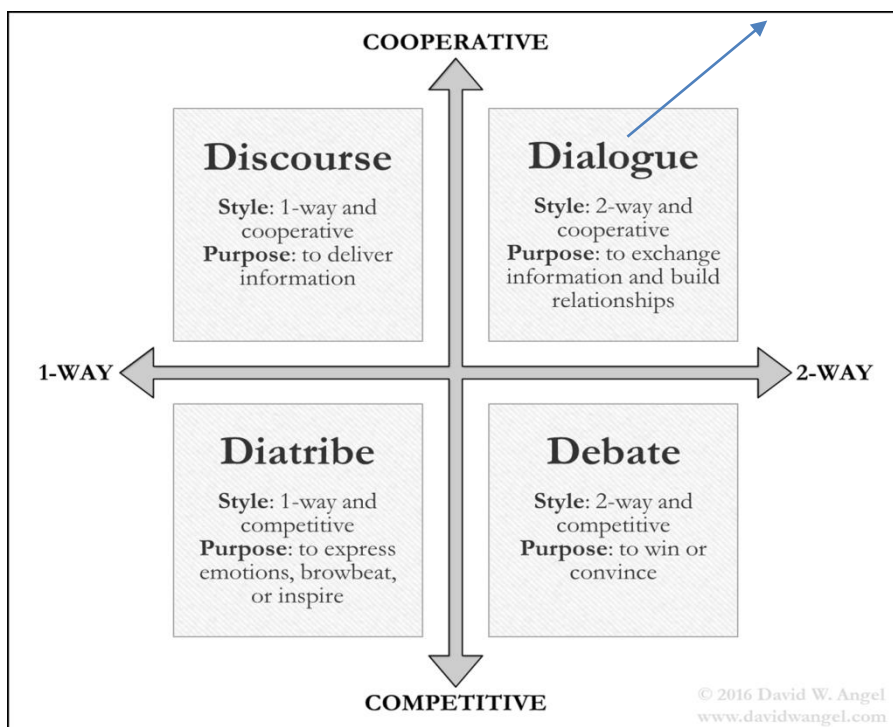 COOPERATIVE
Discourse
Style: 1-way and
cooperative
Purpose: to deliver
information
Dialogue
Style: 2-way and
cooperative
Purpose: to exchange
information and build
relationships
1-WAY
2-WAY
Diatribe
Style: 1-way and
competitive
Purpose: to express
emotions, browbeat,
or inspire
Debate
Style: 2-way and
competitive
Purpose: to win or
convince
COMPETITIVE
© 2016 David W. Angel
www.davidwangel.com